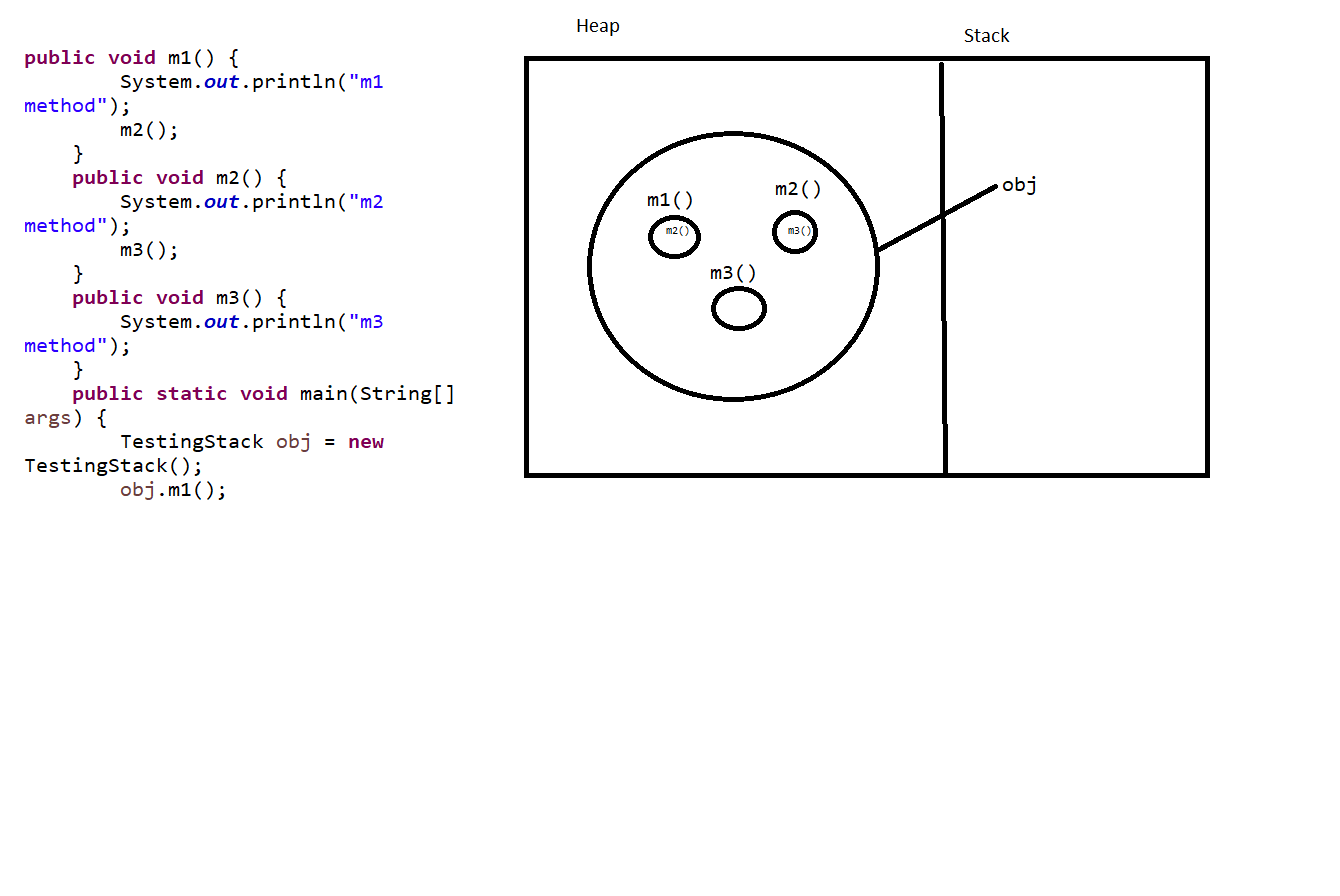 public void m1() {
System.out.println("m1
method");
m2();
}
public void m2() {
System.out.println("m2
method");
m3();
}
public void m3() {
System.out.println("m3
method");
}
public static void main(String[]
args) {
TestingStack obj = new
TestingStack();
obj.m1();
Heap
Stack
obj
m1()
m2()
m2()
m3()
m3()